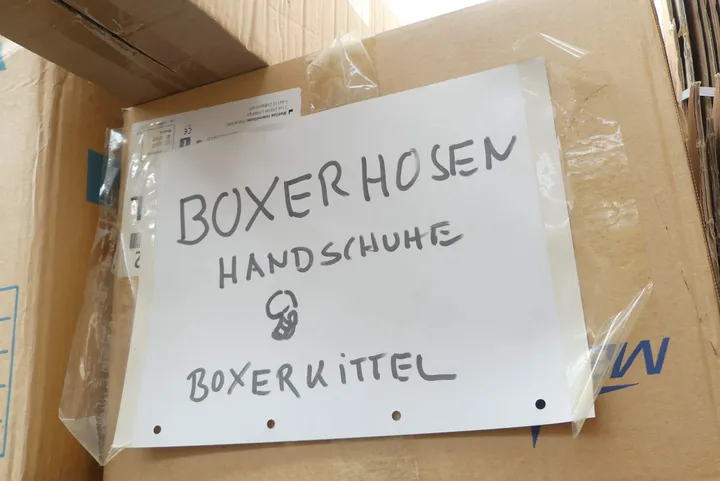 BOXERHOSEN
HANDSCHUHE
&
BOXERKITTEL